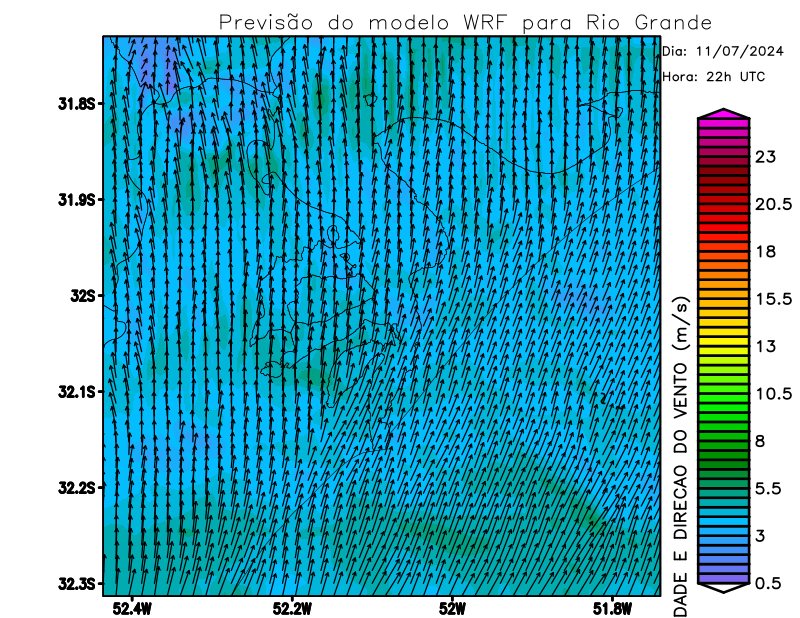 Previsão do modelo WRF para Rio Grande
Dia: 11/07/2024
Hora: 22h UTC
31.8S
31.9S
32S
32.1S
32.2S
32.3S
52.4W
52.2W
52W
51.8W
23
20.5
18
15.5
13
10.5
8
5.5
3
0.5
DADE E DIRECAO DO VENTO (m/s)